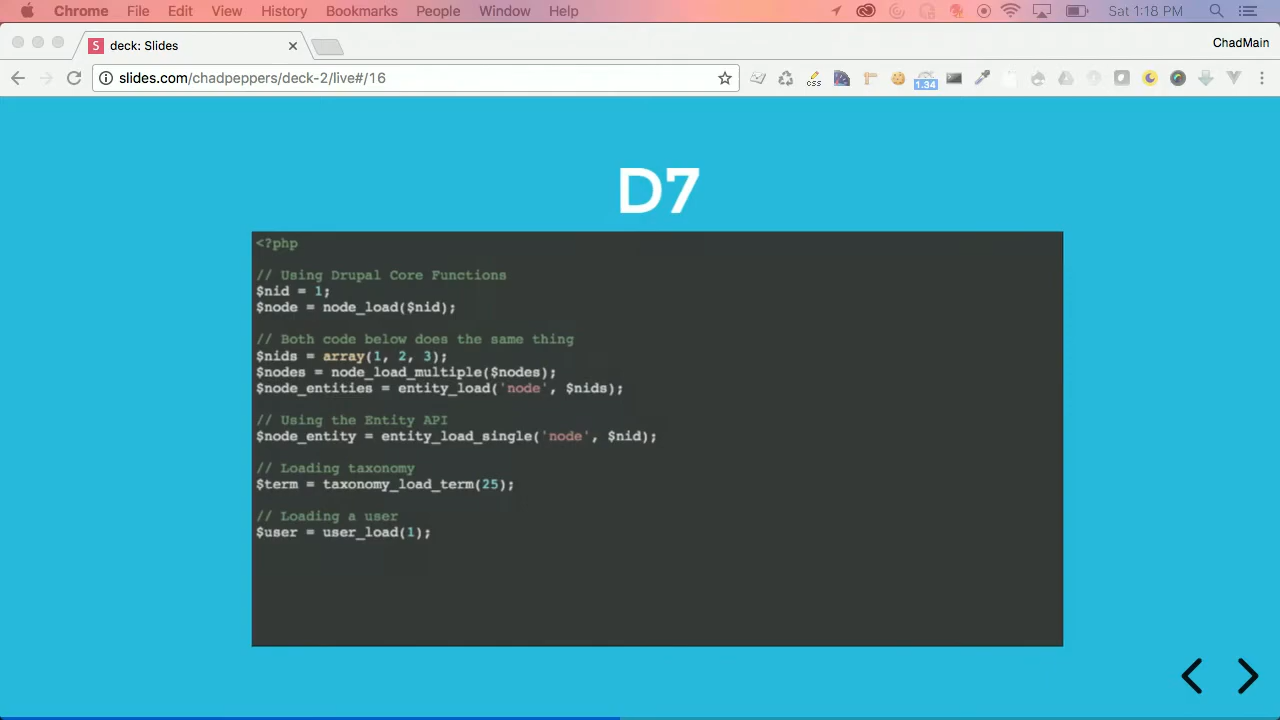 Chrome File Edit View History Bookmarks People Window Help Sat 1:18 PM
deck: Slides ChadMain
slides.com/chadpeppers/deck-2/live#/16
css 1.34
D7
<?php
// Using Drupal Core Functions
$nid = 1;
$node = node_load($nid);
// Both code below does the same thing
$nids = array(1, 2, 3);
$nodes = node_load_multiple($nodes);
$node_entities = entity_load('node', $nids);
// Using the Entity API
$node_entity = entity_load_single('node', $nid);
// Loading taxonomy
$term = taxonomy_load_term(25);
// Loading a user
$user = user_load(1);